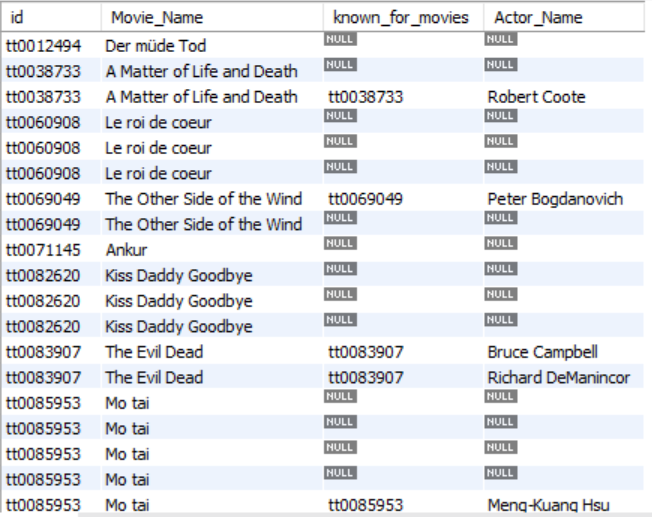 id Movie_Name known_for_movies Actor_Name
tt0012494 Der müde Tod NULL NULL
tt0038733 A Matter of Life and Death NULL NULL
tt0038733 A Matter of Life and Death tt0038733 Robert Coote
tt0060908 Le roi de coeur NULL NULL
tt0060908 Le roi de coeur NULL NULL
tt0060908 Le roi de coeur NULL NULL
tt0069049 The Other Side of the Wind tt0069049 Peter Bogdanovich
tt0069049 The Other Side of the Wind NULL NULL
tt0071145 Ankur NULL NULL
tt0082620 Kiss Daddy Goodbye NULL NULL
tt0082620 Kiss Daddy Goodbye NULL NULL
tt0082620 Kiss Daddy Goodbye NULL NULL
tt0083907 The Evil Dead tt0083907 Bruce Campbell
tt0083907 The Evil Dead tt0083907 Richard DeManincor
tt0085953 Mo tai NULL NULL
tt0085953 Mo tai NULL NULL
tt0085953 Mo tai NULL NULL
tt0085953 Mo tai NULL NULL
tt0085953 Mo tai tt0085953 Meng-Kuang Hsu